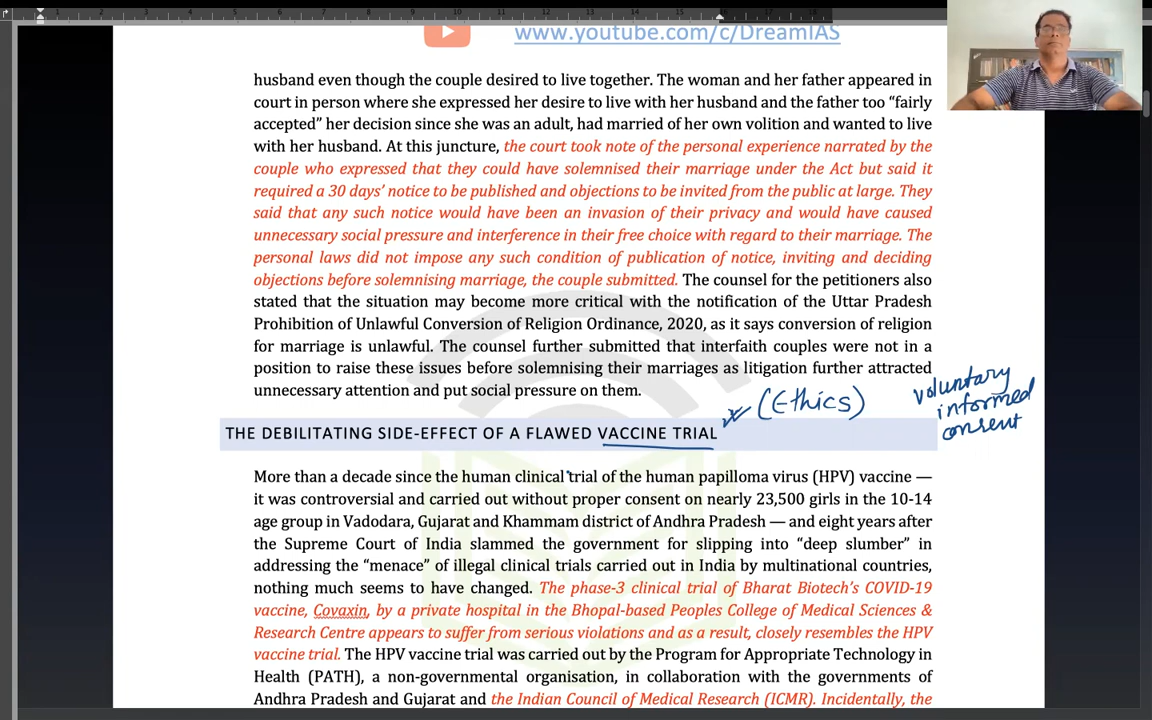 www.youtube.com/c/DreamIAS
husband even though the couple desired to live together. The woman and her father appeared in
court in person where she expressed her desire to live with her husband and the father too “fairly
accepted” her decision since she was an adult, had married of her own volition and wanted to live
with her husband. At this juncture, the court took note of the personal experience narrated by the
couple who expressed that they could have solemnised their marriage under the Act but said it
required a 30 days’ notice to be published and objections to be invited from the public at large. They
said that any such notice would have been an invasion of their privacy and would have caused
unnecessary social pressure and interference in their free choice with regard to their marriage. The
personal laws did not impose any such condition of publication of notice, inviting and deciding
objections before solemnising marriage, the couple submitted. The counsel for the petitioners also
stated that the situation may become more critical with the notification of the Uttar Pradesh
Prohibition of Unlawful Conversion of Religion Ordinance, 2020, as it says conversion of religion
for marriage is unlawful. The counsel further submitted that interfaith couples were not in a
position to raise these issues before solemnising their marriages as litigation further attracted
unnecessary attention and put social pressure on them.
(Ethics)
voluntary
informed
consent
THE DEBILITATING SIDE-EFFECT OF A FLAWED VACCINE TRIAL
More than a decade since the human clinical trial of the human papilloma virus (HPV) vaccine —
it was controversial and carried out without proper consent on nearly 23,500 girls in the 10-14
age group in Vadodara, Gujarat and Khammam district of Andhra Pradesh — and eight years after
the Supreme Court of India slammed the government for slipping into “deep slumber” in
addressing the “menace” of illegal clinical trials carried out in India by multinational countries,
nothing much seems to have changed. The phase-3 clinical trial of Bharat Biotech’s COVID-19
vaccine, Covaxin, by a private hospital in the Bhopal-based Peoples College of Medical Sciences &
Research Centre appears to suffer from serious violations and as a result, closely resembles the HPV
vaccine trial. The HPV vaccine trial was carried out by the Program for Appropriate Technology in
Health (PATH), a non-governmental organisation, in collaboration with the governments of
Andhra Pradesh and Gujarat and the Indian Council of Medical Research (ICMR). Incidentally, the